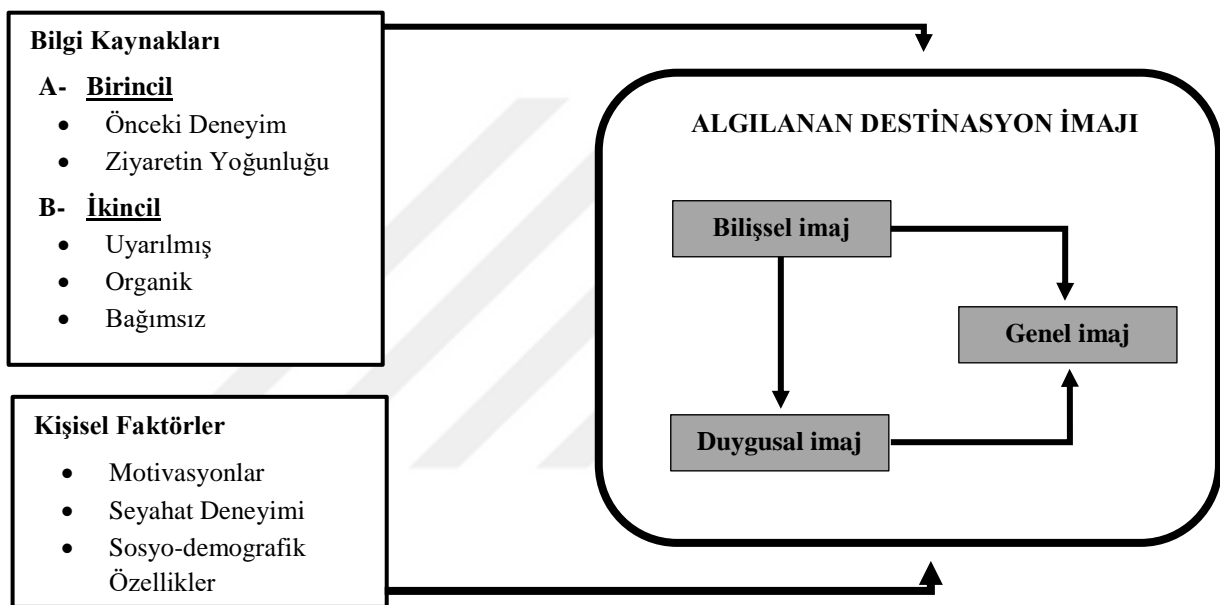 Bilgi Kaynakları
A- Birincil
• Önceki Deneyim
• Ziyaretin Yoğunluğu
B- İkincil
• Uyarılmış
• Organik
• Bağımsız
Kişisel Faktörler
• Motivasyonlar
• Seyahat Deneyimi
• Sosyo-demografik
Özellikler
ALGILANAN DESTİNASYON İMAJI
Bilişsel imaj
Genel imaj
Duygusal imaj